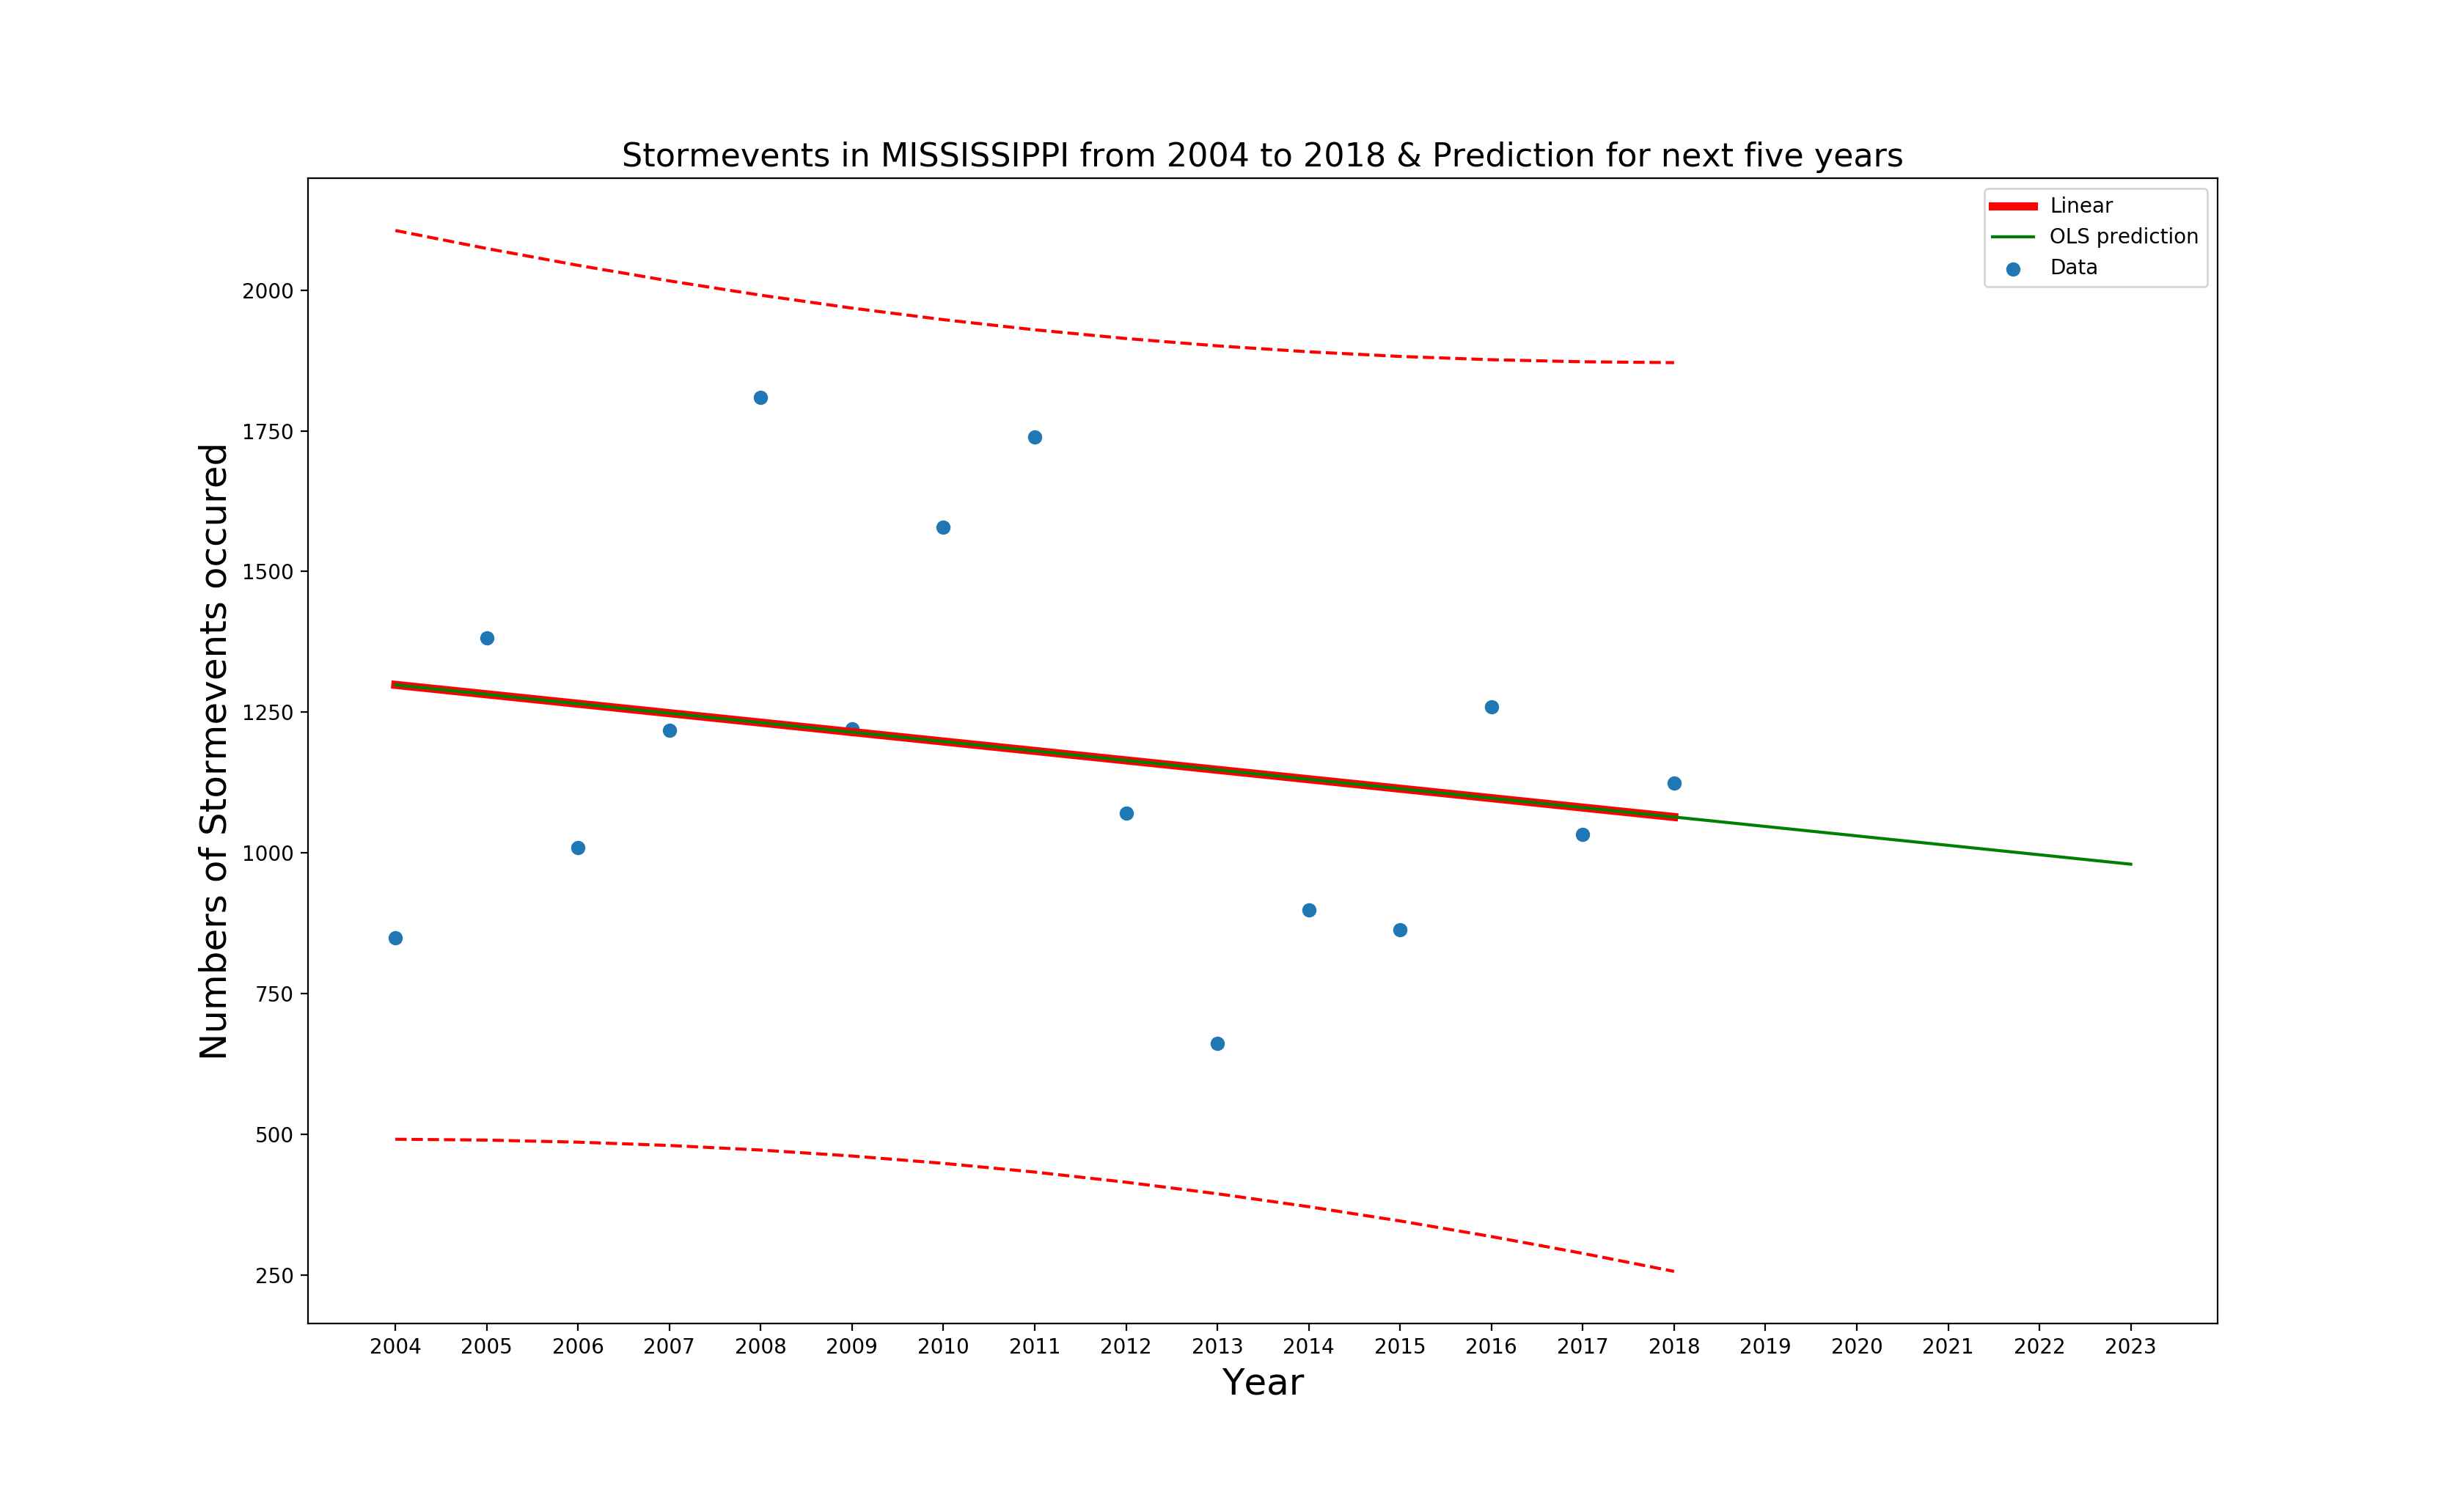 Stormevents in MISSISSIPPI from 2004 to 2018 & Prediction for next five years
Linear
OLS prediction
Data
Numbers of Stormevents occured
2000
1750
1500
1250
1000
750
500
250
2004 2005 2006 2007 2008 2009 2010 2011 2012 2013 2014 2015 2016 2017 2018 2019 2020 2021 2022 2023
Year